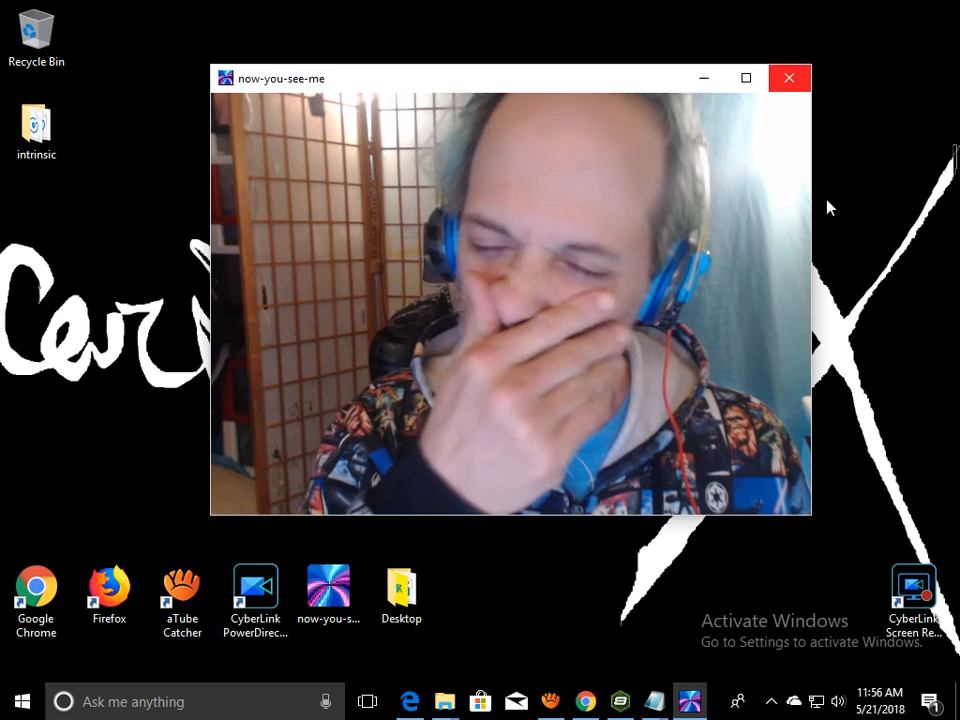 Recycle Bin
now-you-see-me
intrinsic
Google
Chrome
Firefox
aTube
Catcher
CyberLink
PowerDirec...
now-you-s...
Desktop
CyberLink
Screen Re...
Activate Windows
Go to Settings to activate Windows.
Ask me anything
11:56 AM
5/21/2018
1